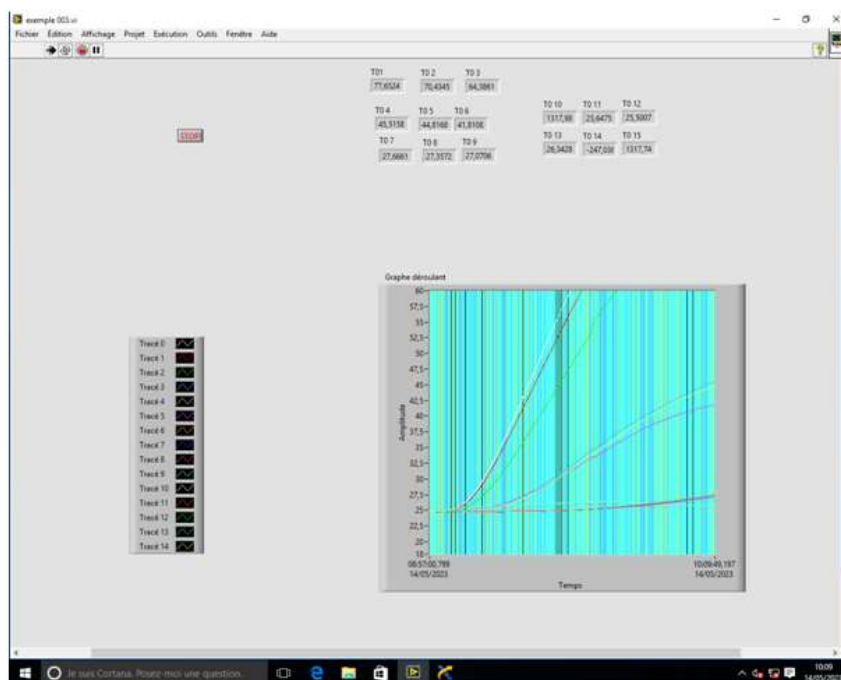 exemple 003.vi
Fichier Édition Affichage Projet Exécution Outils Fenêtre Aide
T01 T0 2 T0 3
77,6524 70,4345 64,3861
T0 4 T0 5 T0 6
45,5158 -44,8168 41,8108
T0 7 T0 8 T0 9
27,6661 27,3572 27,0706
T0 10 T0 11 T0 12
1317,98 25,6475 25,5007
T0 13 T0 14 T0 15
26,3428 -247,03 1317,74
STOP
Graphe déroulant
60
57,5
55
52,5
50
47,5
45
42,5
40
37,5
35
32,5
30
27,5
25
22,5
20
18
Amplitude
08:57:00,799
14/05/2023
10:09:49,197
14/05/2023
Temps
Tracé 0
Tracé 1
Tracé 2
Tracé 3
Tracé 4
Tracé 5
Tracé 6
Tracé 7
Tracé 8
Tracé 9
Tracé 10
Tracé 11
Tracé 12
Tracé 13
Tracé 14
Je suis Cortana. Posez-moi une question.
10:09
14/05/202